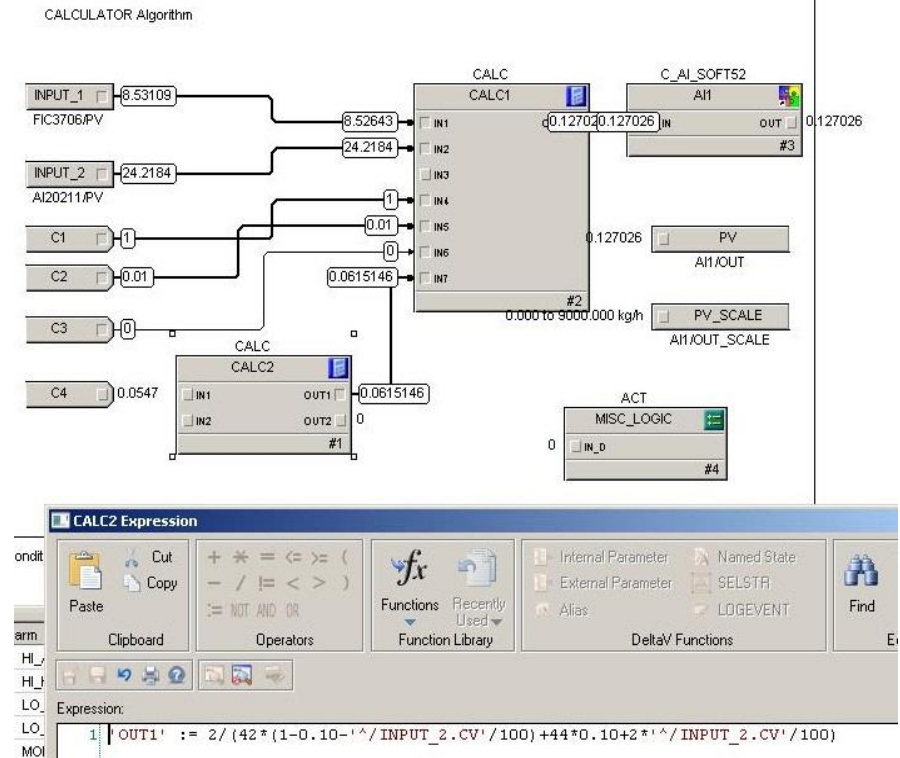 CALCULATOR Algorithm
CALC
C_AI_SOFT52
INPUT_1
8.53109
FIC3706/PV
CALC1
AI1
8.52643
IN1
0.127026
IN
OUT
0.127026
#3
24.2184
IN2
INPUT_2
24.2184
AI20211/PV
IN3
1
IN4
C1
1
0.01
IN5
0.127026
PV
AI1/OUT
0
IN6
C2
0.01
0.0615146
IN7
#2
0.000 to 9000.000 kg/h
PV_SCALE
AI1/OUT_SCALE
C3
0
CALC
CALC2
C4
0.0547
IN1
OUT1
0.0615146
IN2
OUT2
0
#1
ACT
MISC_LOGIC
0
IN_D
#4
CALC2 Expression
Cut
Copy
Paste
Clipboard
+ * = <= >= (
- / != < > )
:= NOT AND OR
Operators
fx
Functions
Recently Used
Function Library
Internal Parameter
Named State
External Parameter
SELSTR
Alias
LOGEVENT
DeltaV Functions
Find
Expression:
1 'OUT1' := 2/(42*(1-0.10-'^/INPUT_2.CV'/100)+44*0.10+2*'^/INPUT_2.CV'/100)